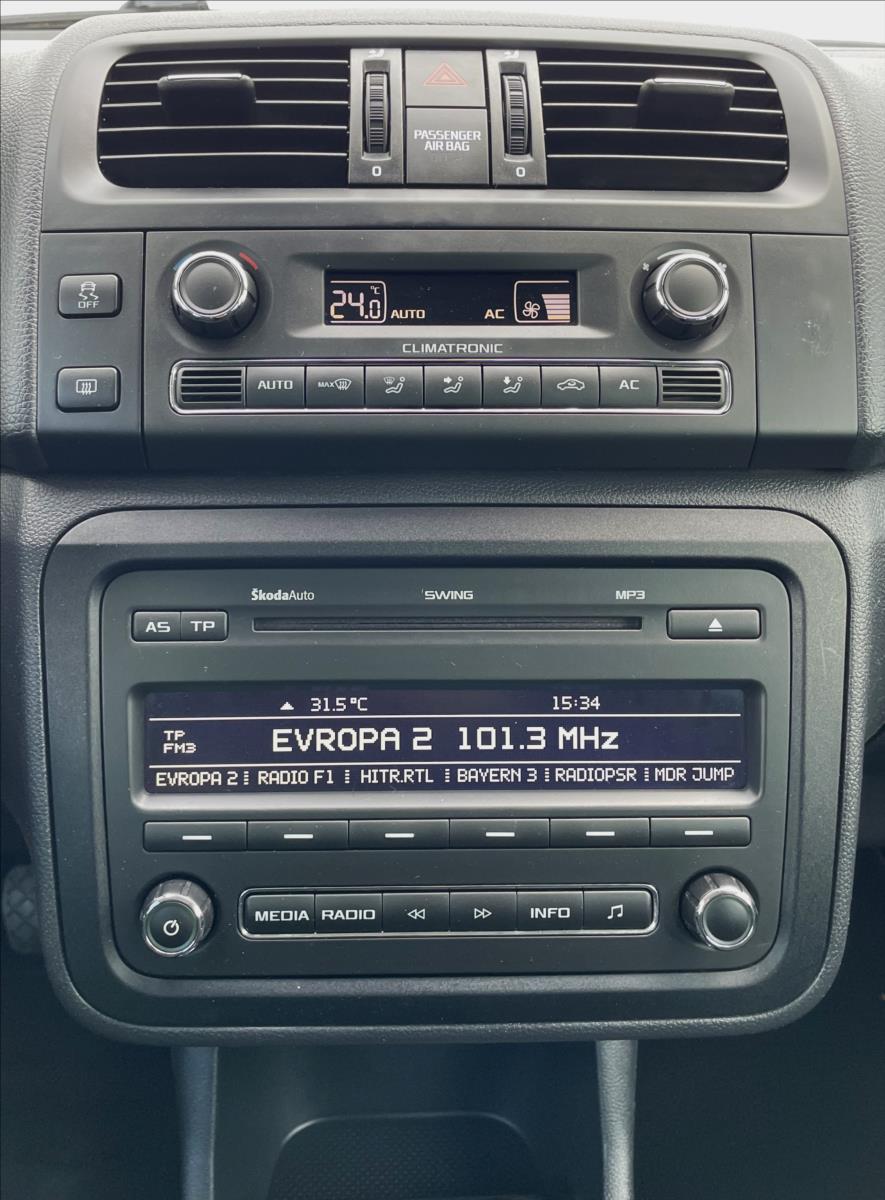 PASSENGER
AIR BAG
0 0
OFF
24.0 °C AUTO AC
CLIMATRONIC
AUTO MAX AC
ŠkodaAuto SWING MP3
AS TP
31.5°C 15:34
TP
FM3
EVROPA 2 101.3 MHz
EVROPA 2 RADIO F1 HITR.RTL BAYERN 3 RADIOPSR MDR JUMP
MEDIA RADIO INFO